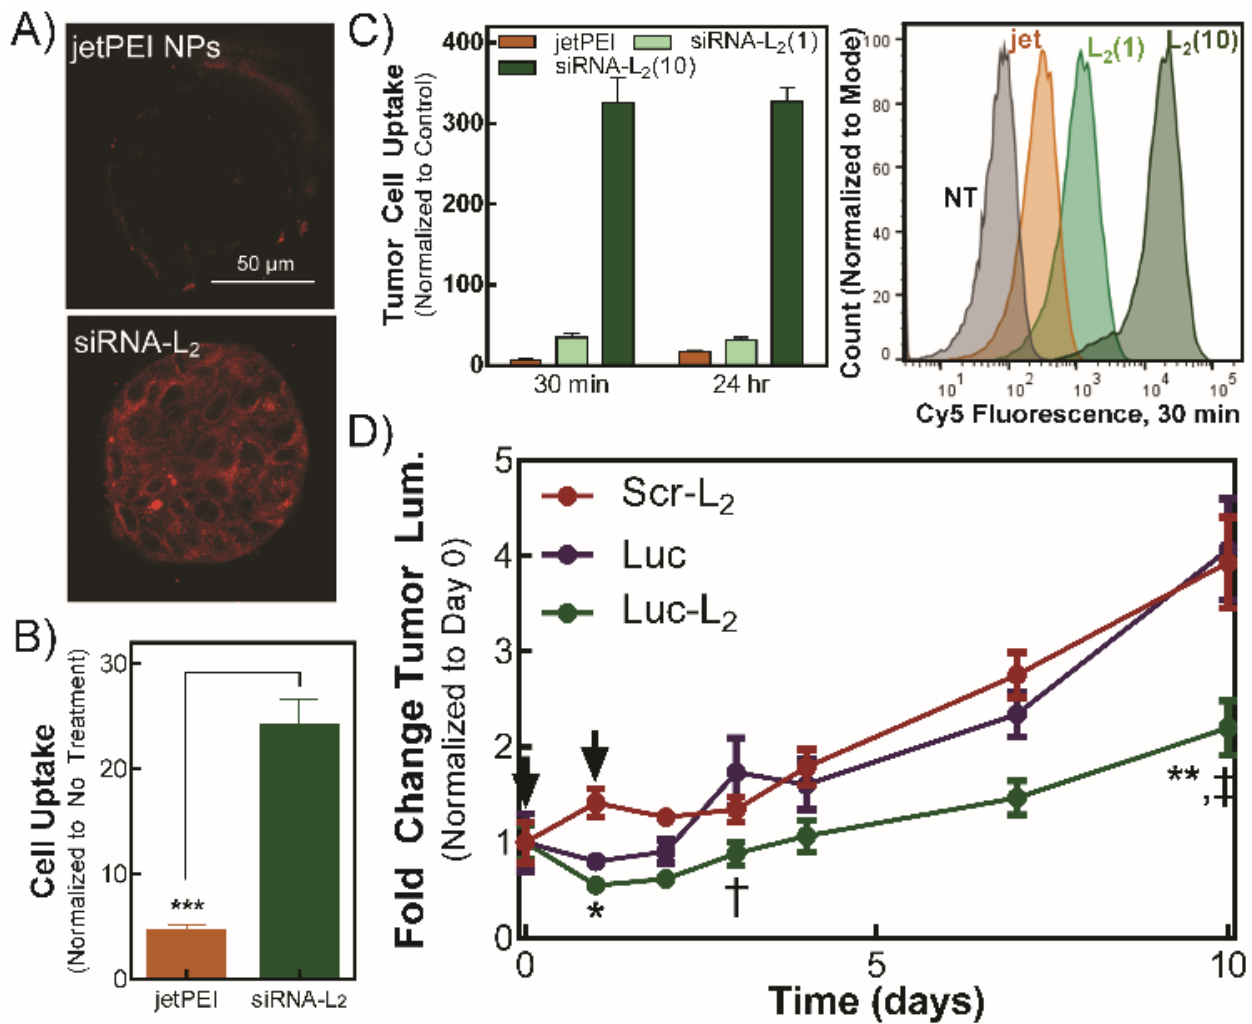 A)
jetPEI NPs
50 µm
siRNA-L2
B)
Cell Uptake
(Normalized to No Treatment)
30
20
10
0
***
jetPEI
siRNA-L2
C)
Tumor Cell Uptake
(Normalized to Control)
400
300
200
100
0
jetPEI
siRNA-L2(1)
siRNA-L2(10)
30 min
24 hr
Count (Normalized to Mode)
100
80
60
40
20
0
NT
jet
L2(1)
L2(10)
10^1
10^2
10^3
10^4
10^5
Cy5 Fluorescence, 30 min
D)
Fold Change Tumor Lum.
(Normalized to Day 0)
5
4
3
2
1
0
Scr-L2
Luc
Luc-L2
*
†
**,‡
0
5
10
Time (days)